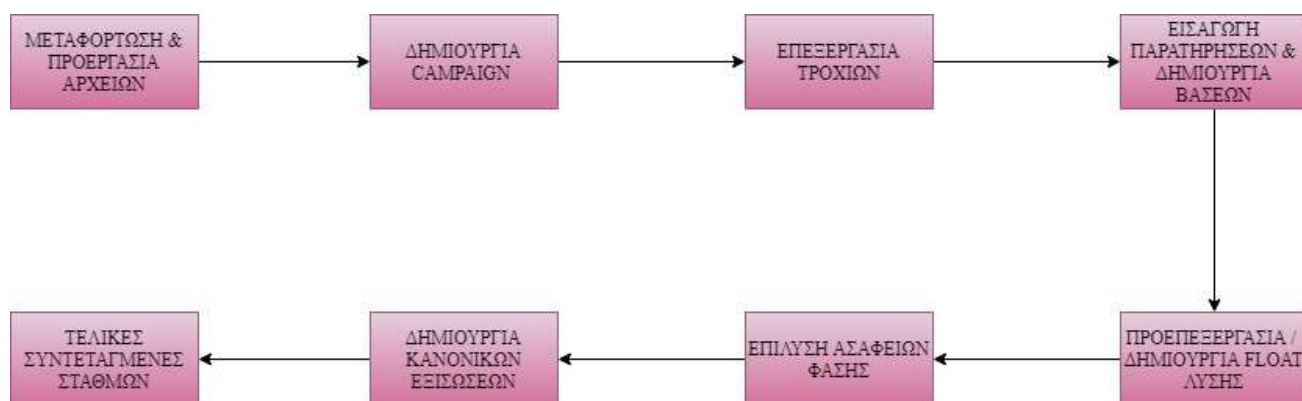 ΜΕΤΑΦΟΡΤΩΣΗ &
ΠΡΟΕΡΓΑΣΙΑ
ΑΡΧΕΙΩΝ
ΔΗΜΙΟΥΡΓΙΑ
CAMPAIGN
ΕΠΕΞΕΡΓΑΣΙΑ
ΤΡΟΧΙΩΝ
ΕΙΣΑΓΩΓΗ
ΠΑΡΑΤΗΡΗΣΕΩΝ &
ΔΗΜΙΟΥΡΓΙΑ
ΒΑΣΕΩΝ
ΠΡΟΕΠΕΞΕΡΓΑΣΙΑ /
ΔΗΜΙΟΥΡΓΙΑ FLOAT
ΛΥΣΗΣ
ΕΠΙΛΥΣΗ ΑΣΑΦΕΙΩΝ
ΦΑΣΗΣ
ΔΗΜΙΟΥΡΓΙΑ
ΚΑΝΟΝΙΚΩΝ
ΕΞΙΣΩΣΕΩΝ
ΤΕΛΙΚΕΣ
ΣΥΝΤΕΤΑΓΜΕΝΕΣ
ΣΤΑΘΜΩΝ